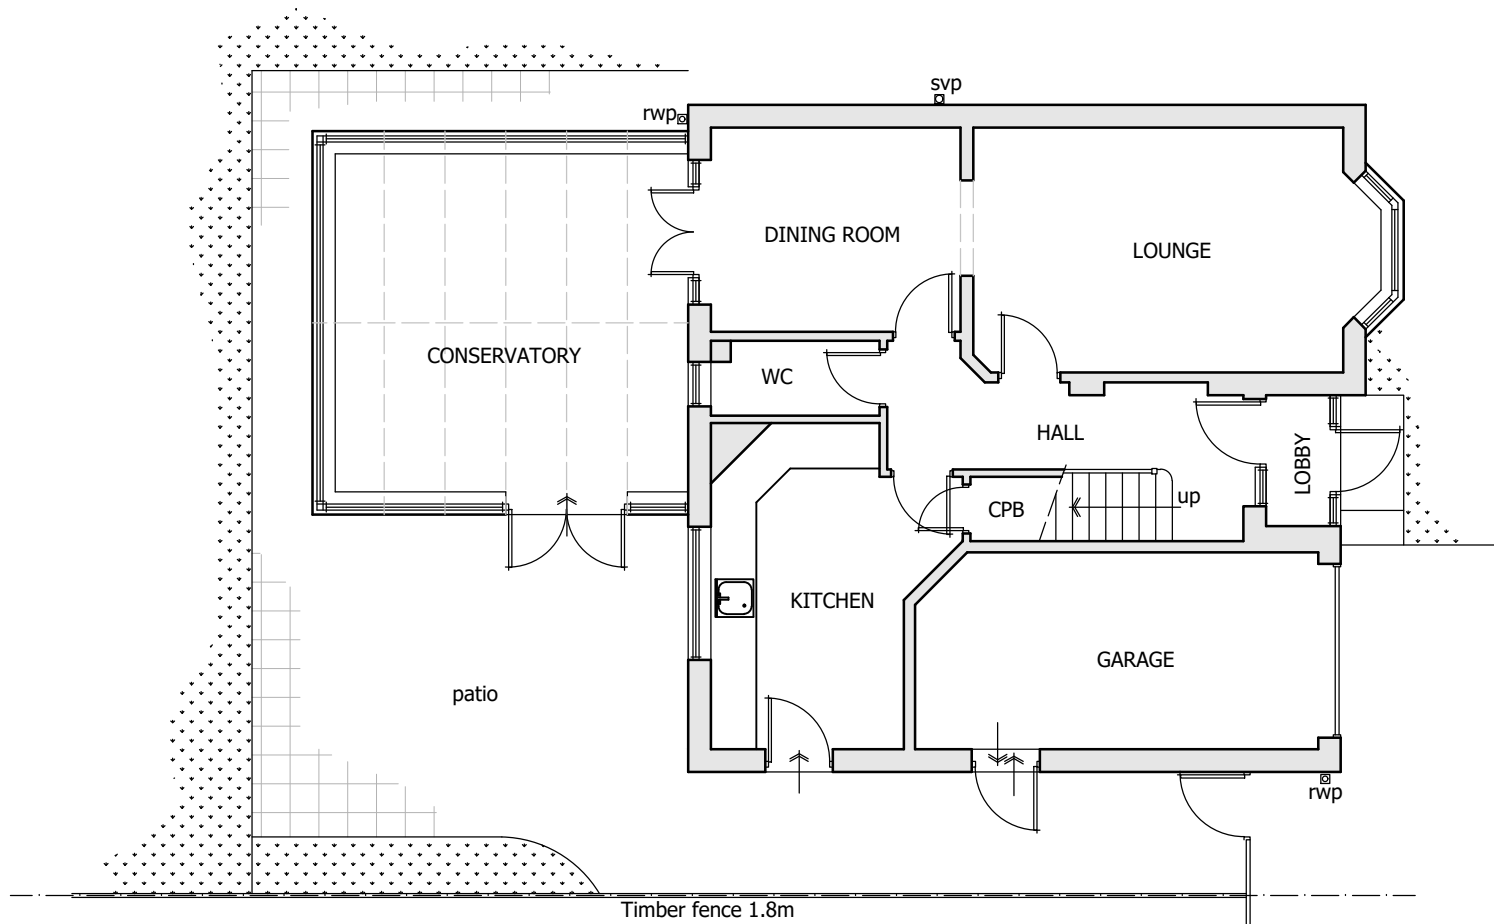 svp
rwp
DINING ROOM
LOUNGE
CONSERVATORY
WC
HALL
LOBBY
CPB
up
KITCHEN
GARAGE
patio
rwp
Timber fence 1.8m